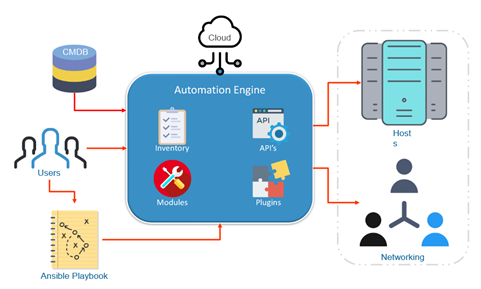 Cloud
CMDB
Automation Engine
API
Inventory
API's
Users
Modules
Plugins
Host
s
Ansible Playbook
Networking